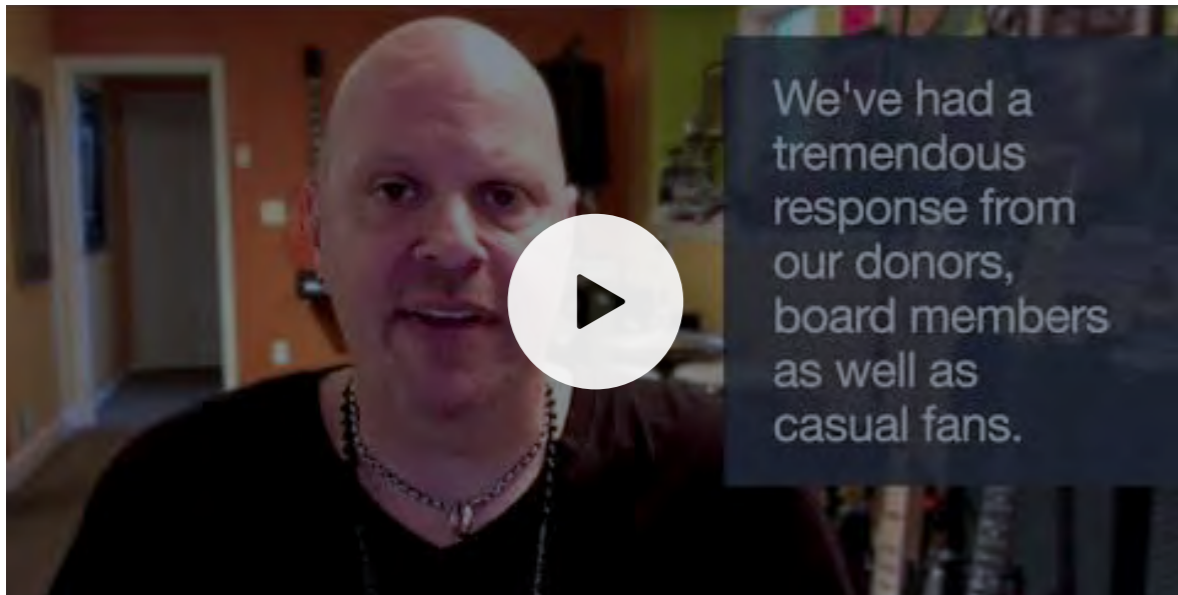 We've had a
tremendous
response from
our donors,
board members
as well as
casual fans.